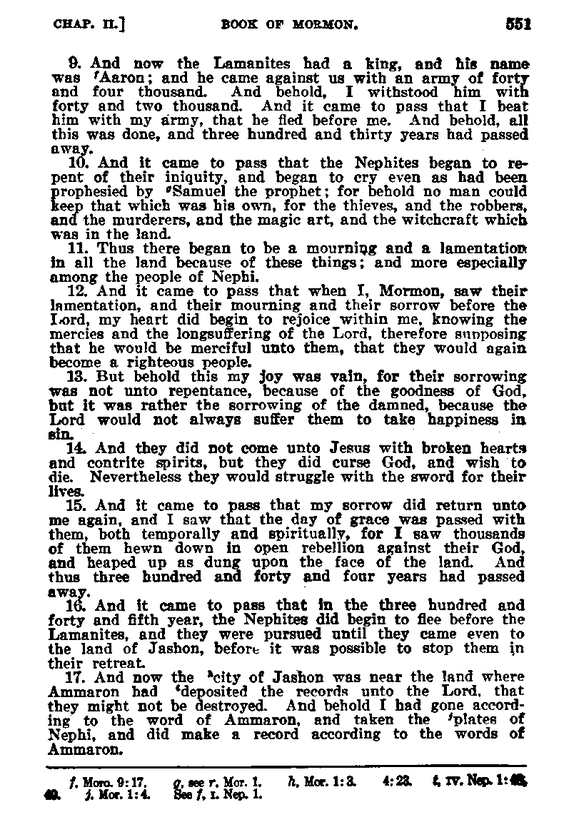 CHAP. II.] BOOK OF MORMON. 551
9. And now the Lamanites had a king, and his name
was fAaron; and he came against us with an army of forty
and four thousand. And behold, I withstood him with
forty and two thousand. And it came to pass that I beat
him with my army, that he fled before me. And behold, all
this was done, and three hundred and thirty years had passed
away.
10. And it came to pass that the Nephites began to re-
pent of their iniquity, and began to cry even as had been
prophesied by gSamuel the prophet; for behold no man could
keep that which was his own, for the thieves, and the robbers,
and the murderers, and the magic art, and the witchcraft which
was in the land.
11. Thus there began to be a mourning and a lamentation
in all the land because of these things; and more especially
among the people of Nephi.
12. And it came to pass that when I, Mormon, saw their
lamentation, and their mourning and their sorrow before the
Lord, my heart did begin to rejoice within me, knowing the
mercies and the longsuffering of the Lord, therefore supposing
that he would be merciful unto them, that they would again
become a righteous people.
13. But behold this my joy was vain, for their sorrowing
was not unto repentance, because of the goodness of God,
but it was rather the sorrowing of the damned, because the
Lord would not always suffer them to take happiness in
sin.
14. And they did not come unto Jesus with broken hearts
and contrite spirits, but they did curse God, and wish to
die. Nevertheless they would struggle with the sword for their
lives.
15. And it came to pass that my sorrow did return unto
me again, and I saw that the day of grace was passed with
them, both temporally and spiritually, for I saw thousands
of them hewn down in open rebellion against their God,
and heaped up as dung upon the face of the land. And
thus three hundred and forty and four years had passed
away.
16. And it came to pass that in the three hundred and
forty and fifth year, the Nephites did begin to flee before the
Lamanites, and they were pursued until they came even to
the land of Jashon, before it was possible to stop them in
their retreat.
17. And now the hcity of Jashon was near the land where
Ammaron had ideposited the records unto the Lord, that
they might not be destroyed. And behold I had gone accord-
ing to the word of Ammaron, and taken the jplates of
Nephi, and did make a record according to the words of
Ammaron.
f, Moro. 9:17. g, see r, Mor. 1. h, Mor. 1:3. 4:23. i, IV. Nep. 1:48,
49. j, Mor. 1:4. See f, I. Nep. 1.